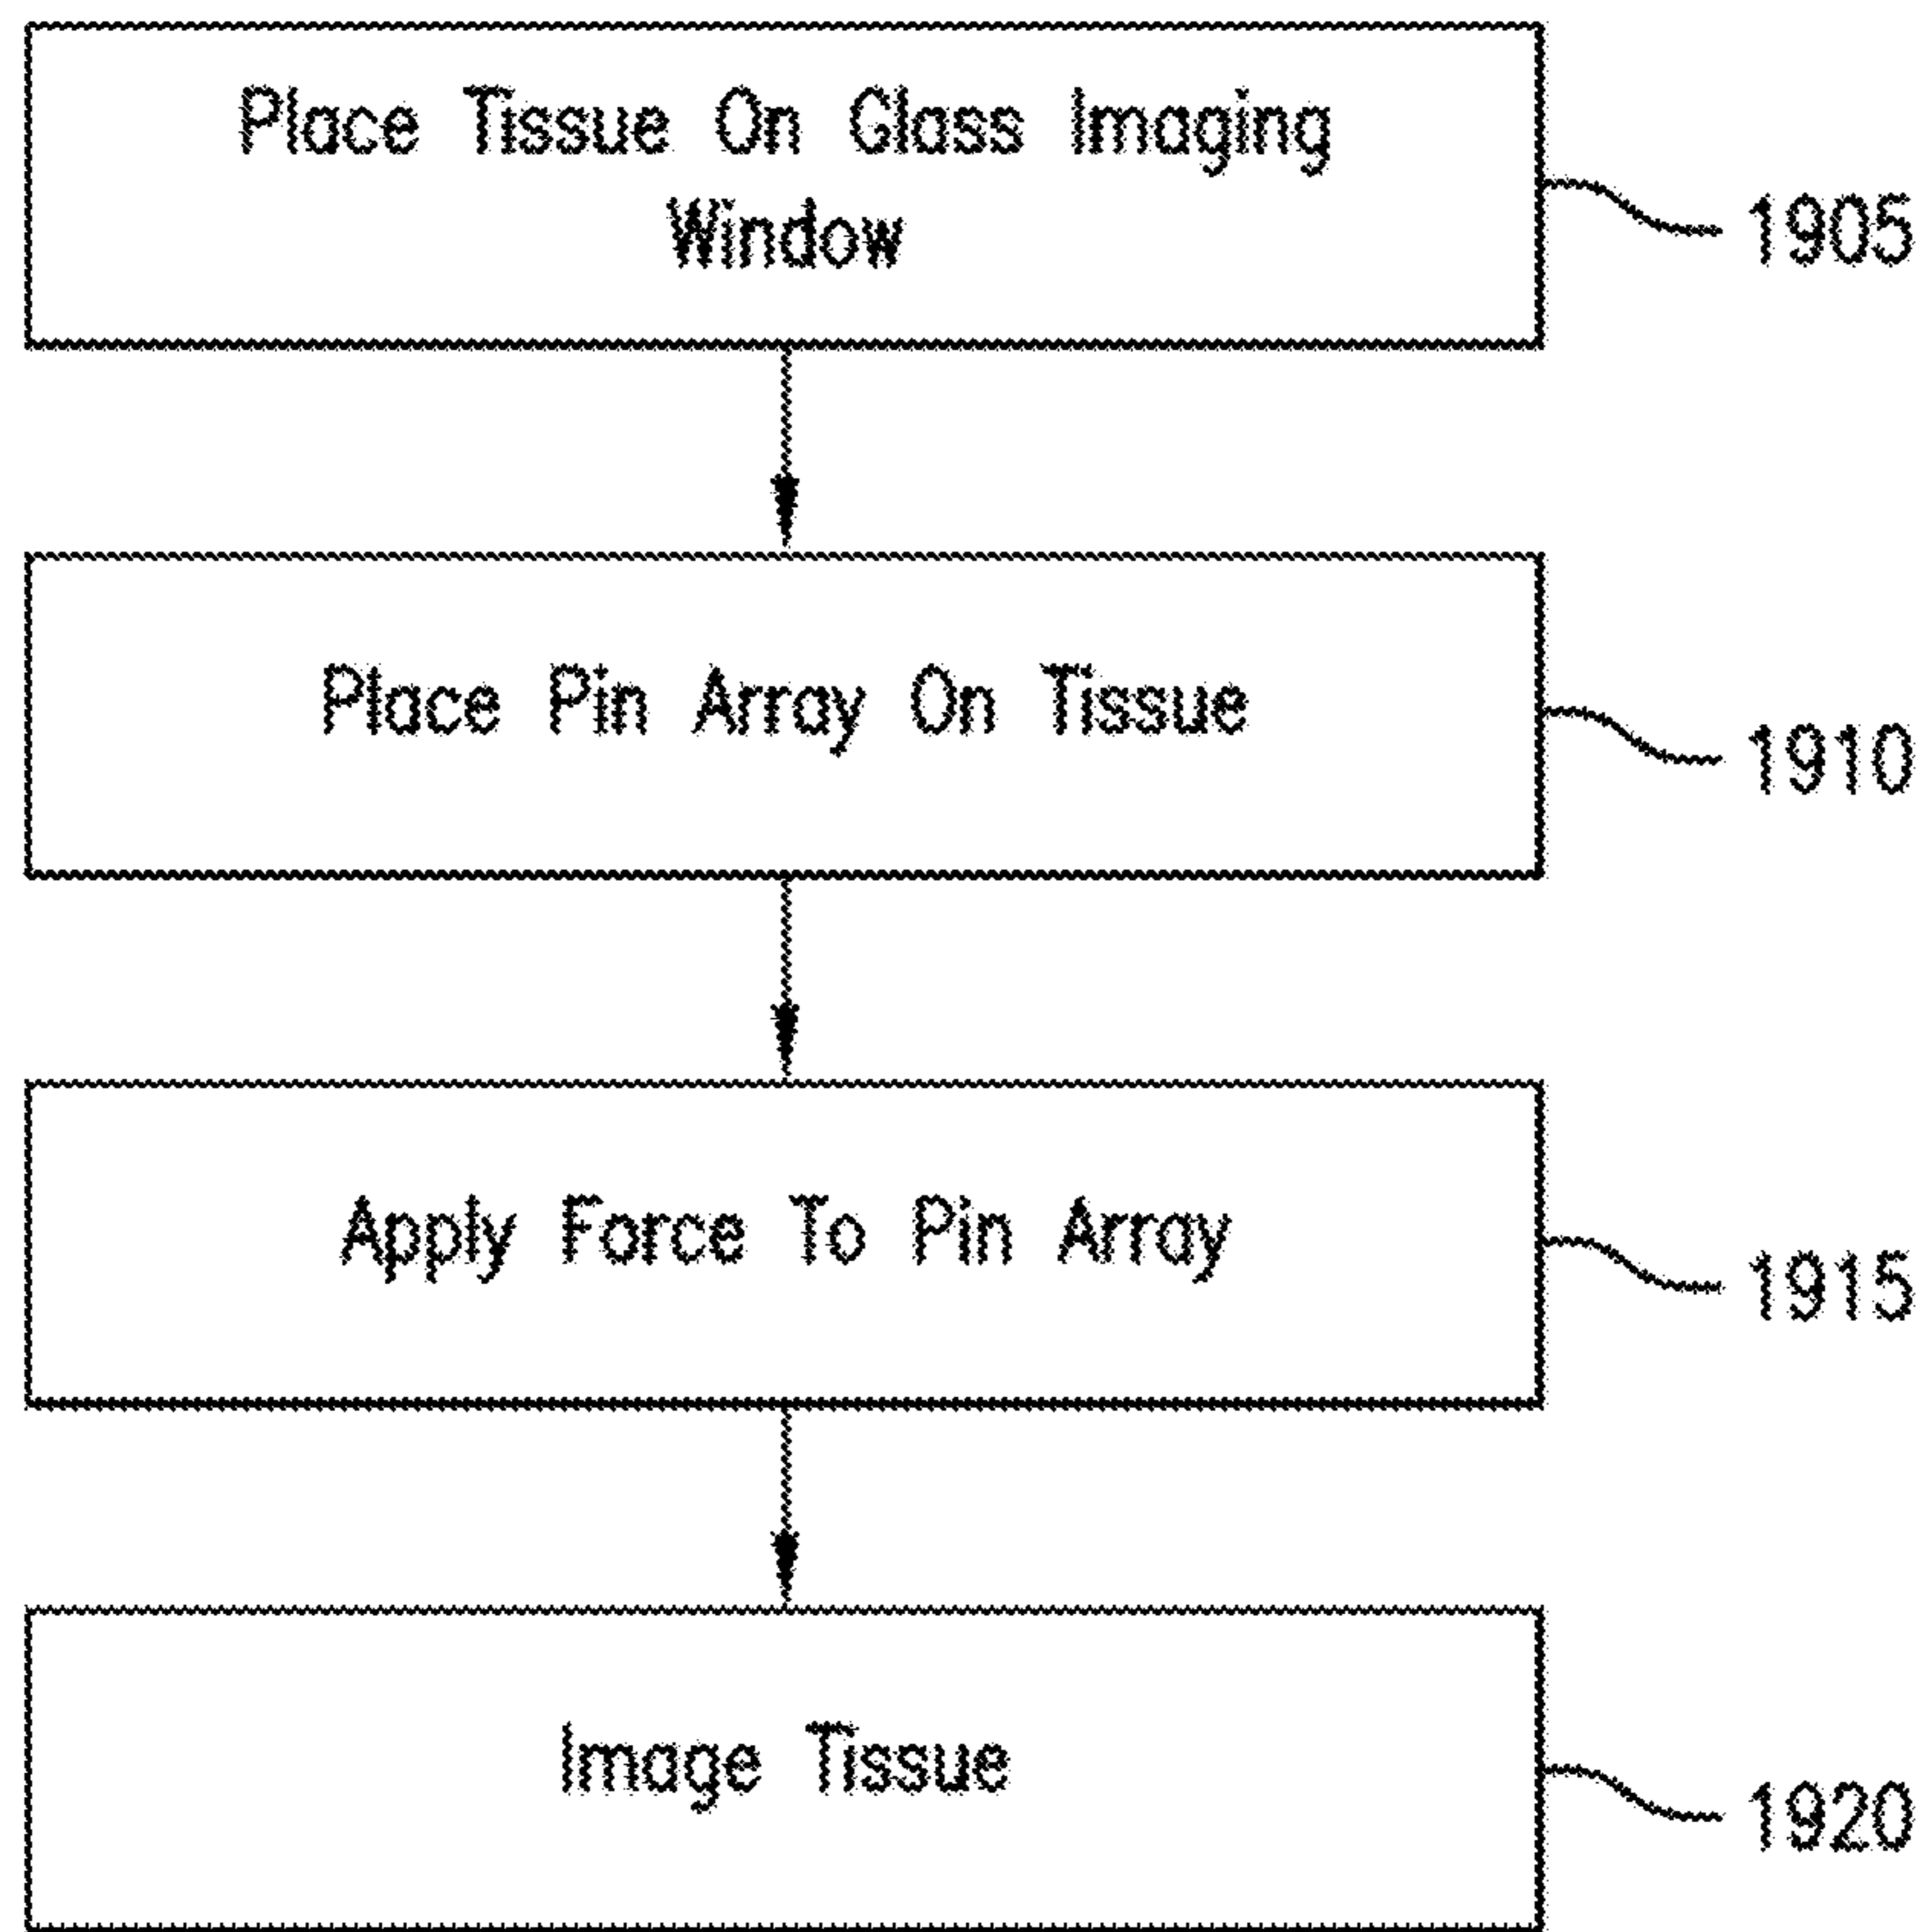 Place Tissue On Glass Imaging
Window
1905
Place Pin Array On Tissue
1910
Apply Force To Pin Array
1915
Image Tissue
1920